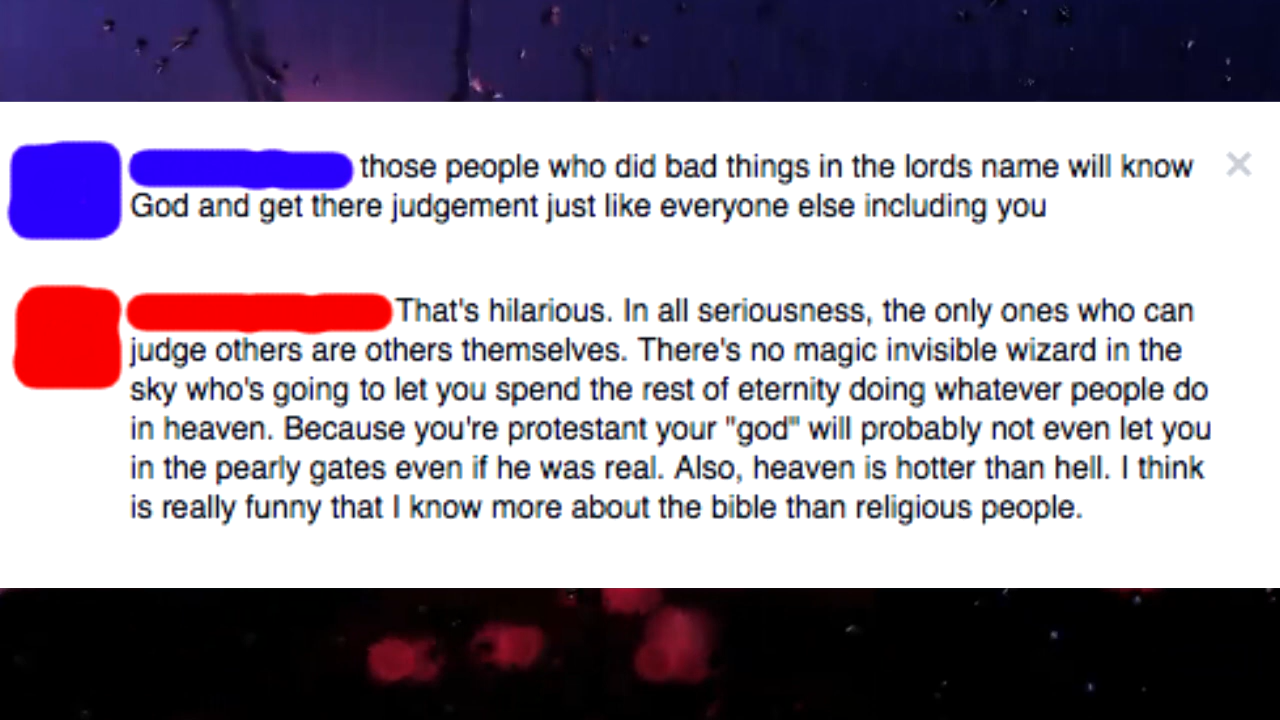 those people who did bad things in the lords name will know
God and get there judgement just like everyone else including you
That's hilarious. In all seriousness, the only ones who can
judge others are others themselves. There's no magic invisible wizard in the
sky who's going to let you spend the rest of eternity doing whatever people do
in heaven. Because you're protestant your "god" will probably not even let you
in the pearly gates even if he was real. Also, heaven is hotter than hell. I think
is really funny that I know more about the bible than religious people.